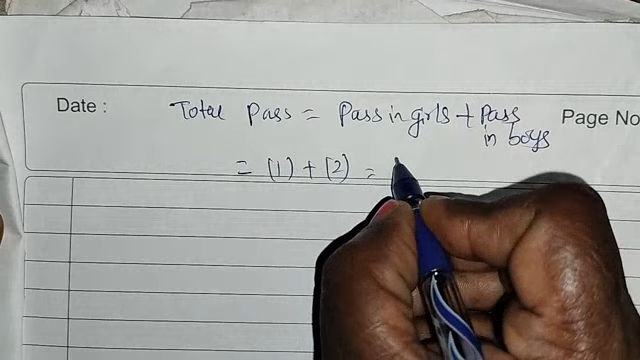 Date : Total Pass = Pass in girls + Pass in boys Page No
= (1) + (2) =